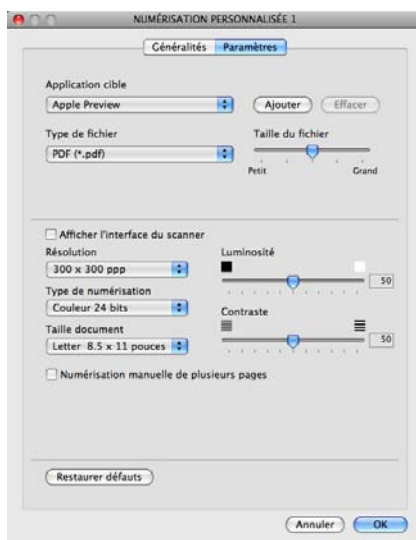 NUMÉRISATION PERSONNALISÉE 1
Généralités Paramètres
Application cible
Apple Preview Ajouter Effacer
Type de fichier Taille du fichier
PDF (*.pdf)
Petit Grand
Afficher l'interface du scanner
Résolution Luminosité
300 x 300 ppp 50
Type de numérisation
Couleur 24 bits Contraste
Taille document
Letter 8.5 x 11 pouces 50
Numérisation manuelle de plusieurs pages
Restaurer défauts
Annuler OK